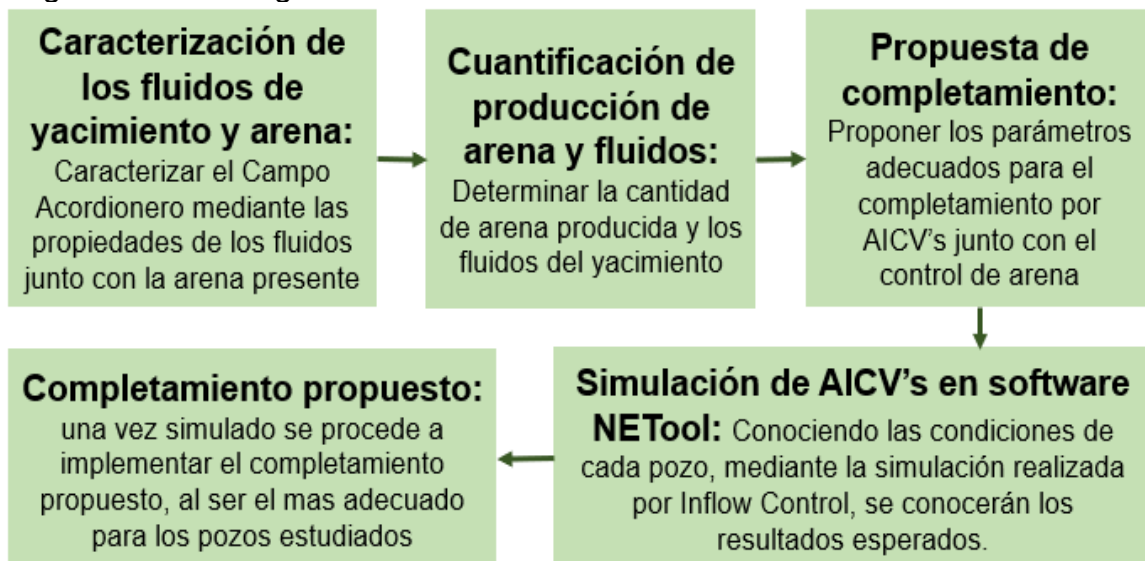 Caracterización de
los fluidos de
yacimiento y arena:
Caracterizar el Campo
Acordionero mediante las
propiedades de los fluidos
junto con la arena presente
Cuantificación de
producción de
arena y fluidos:
Determinar la cantidad
de arena producida y los
fluidos del yacimiento
Propuesta de
completamiento:
Proponer los parámetros
adecuados para el
completamiento por
AICV's junto con el
control de arena
Simulación de AICV's en software
NETool: Conociendo las condiciones de
cada pozo, mediante la simulación realizada
por Inflow Control, se conocerán los
resultados esperados.
Completamiento propuesto:
una vez simulado se procede a
implementar el completamiento
propuesto, al ser el mas adecuado
para los pozos estudiados